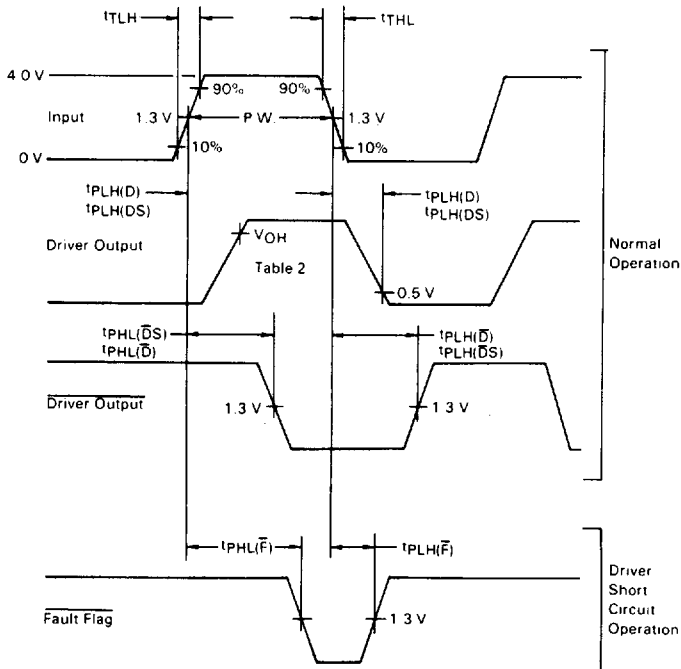 tTLH
tTHL
4 0 V
90%
90%
Input
1.3 V
P W.
1.3 V
10%
10%
0 V
tPLH(D)
tPLH(DS)
tPLH(D)
tPLH(DS)
Driver Output
VOH
Table 2
0.5 V
Normal
Operation
tPHL(D̅S)
tPHL(D̅)
tPLH(D̅)
tPLH(D̅S)
Driver Output
1.3 V
1 3 V
tPHL(F̅)
tPLH(F̅)
Fault Flag
1 3 V
Driver
Short
Circuit
Operation